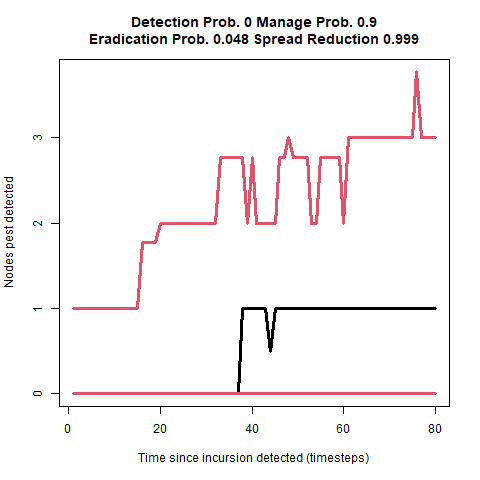 Detection Prob. 0 Manage Prob. 0.9
Eradication Prob. 0.048 Spread Reduction 0.999
Nodes pest detected
3
2
1
0
0 20 40 60 80
Time since incursion detected (timesteps)